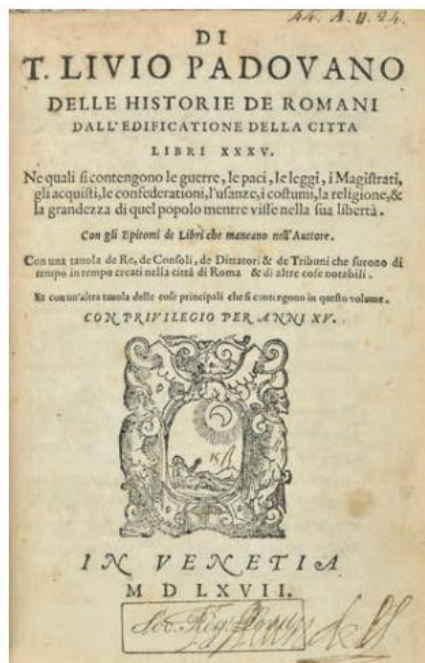 44. A. 11. 24.
DI
T. LIVIO PADOVANO
DELLE HISTORIE DE ROMANI
DALL'EDIFICATIONE DELLA CITTA
LIBRI XXXV.
Ne quali si contengono le guerre, le paci, le leggi, i Magistrati,
gli acquisti, le confederationi, l'usanze, i costumi, la religione, &
la grandezza di quel popolo mentre visse nella sua libertà.
Con gli Epitomi de Libri che mancano nell'Auttore.
Con una tauola de Re, de Consoli, de Dittatori & de Tribuni che furono di
tempo in tempo creati nella città di Roma & di altre cose notabili.
Et con un'altra tauola delle cose principali che si contengono in questo volume.
CON PRIVILEGIO PER ANNI XV.
IN VENETIA
M D LXVII.